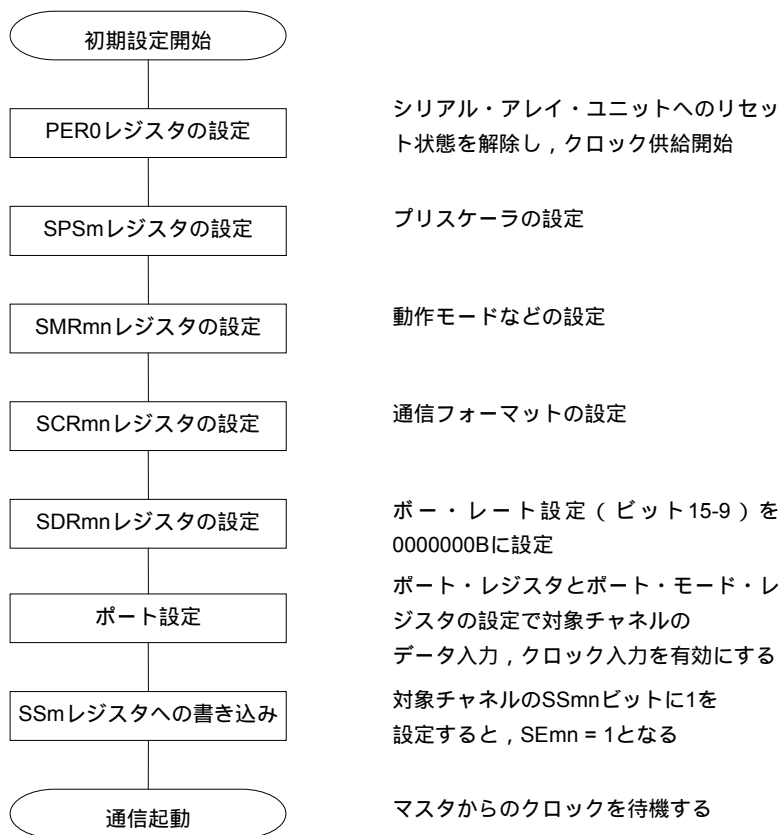 初期設定開始
PER0レジスタの設定
シリアル・アレイ・ユニットへのリセッ
ト状態を解除し，クロック供給開始
SPSmレジスタの設定
プリスケーラの設定
SMRmnレジスタの設定
動作モードなどの設定
SCRmnレジスタの設定
通信フォーマットの設定
SDRmnレジスタの設定
ボー・レート設定（ビット15-9）を
0000000Bに設定
ポート設定
ポート・レジスタとポート・モード・レ
ジスタの設定で対象チャネルの
データ入力，クロック入力を有効にする
SSmレジスタへの書き込み
対象チャネルのSSmnビットに1を
設定すると，SEmn = 1となる
通信起動
マスタからのクロックを待機する